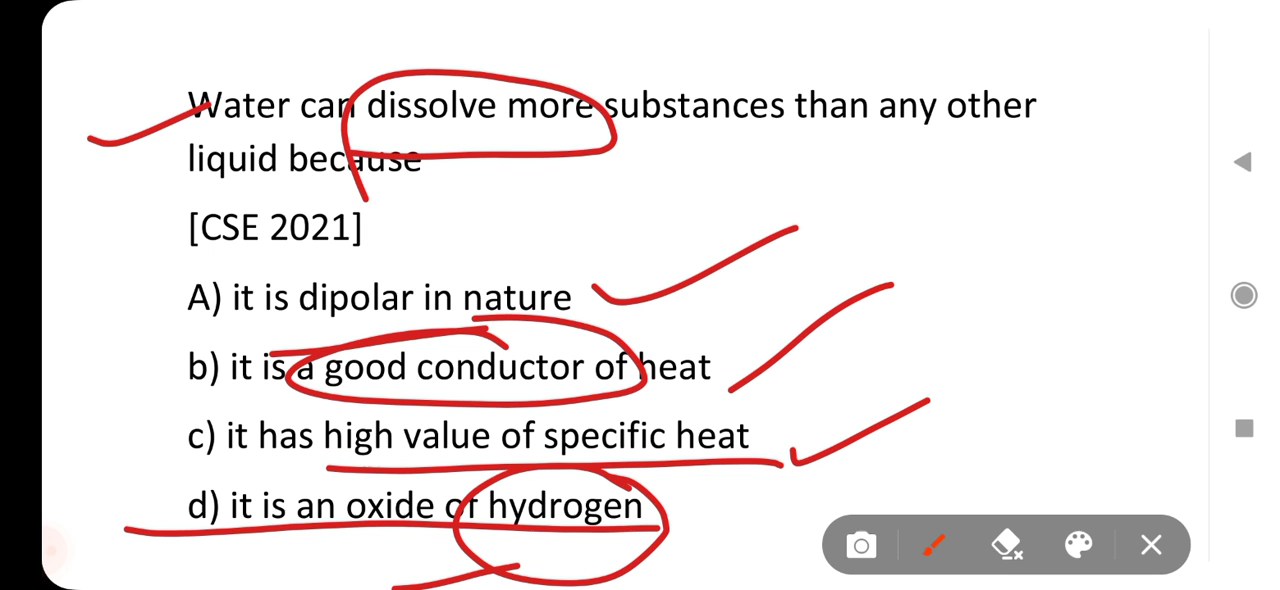 Water can dissolve more substances than any other
liquid because
[CSE 2021]
A) it is dipolar in nature
b) it is a good conductor of heat
c) it has high value of specific heat
d) it is an oxide of hydrogen